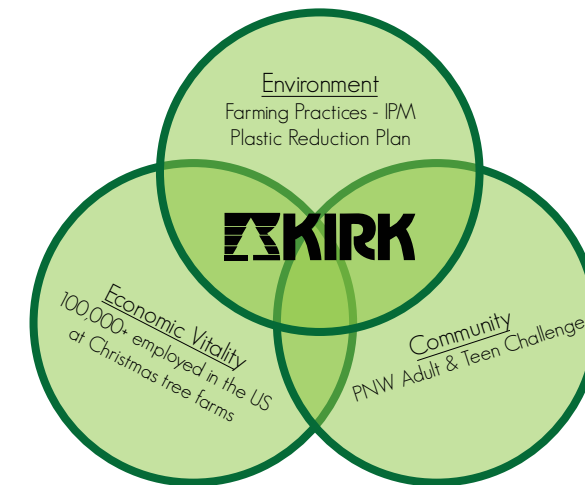 Environment
Farming Practices - IPM
Plastic Reduction Plan
KIRK
Economic Vitality
100,000+ employed in the US
at Christmas tree farms
Community
PNW Adult & Teen Challenge